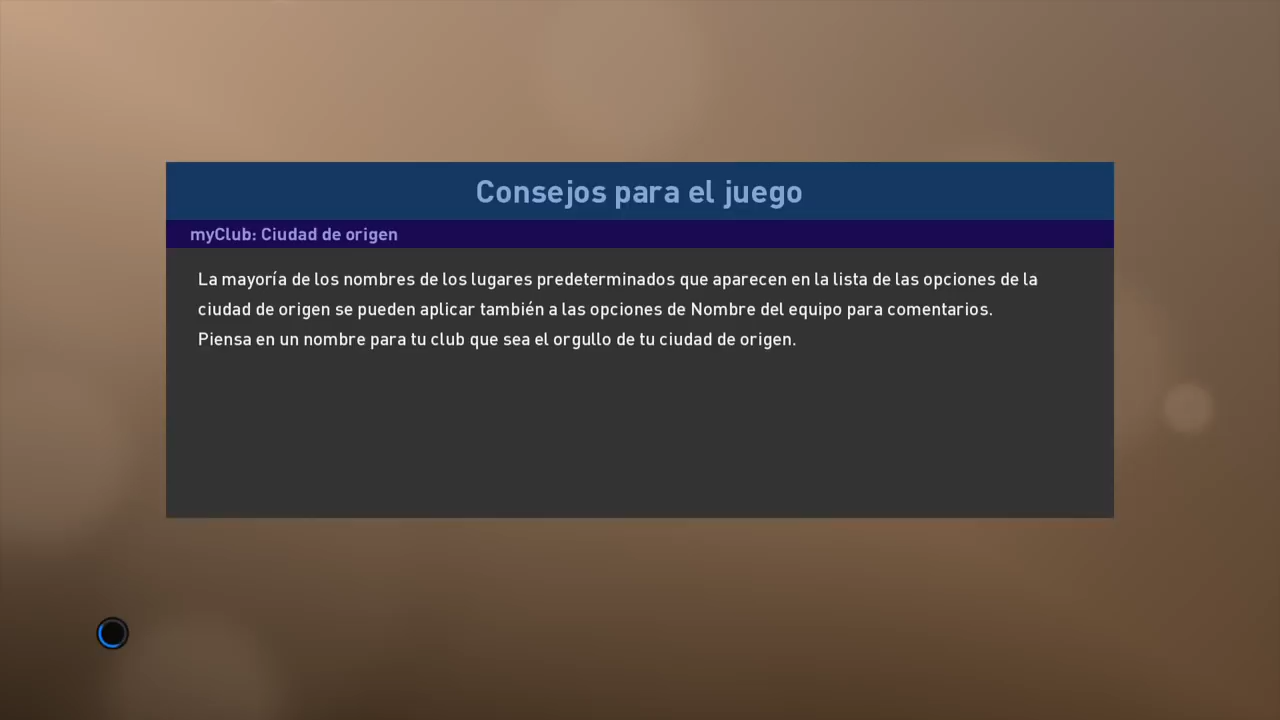 Consejos para el juego
myClub: Ciudad de origen
La mayoría de los nombres de los lugares predeterminados que aparecen en la lista de las opciones de la
ciudad de origen se pueden aplicar también a las opciones de Nombre del equipo para comentarios.
Piensa en un nombre para tu club que sea el orgullo de tu ciudad de origen.